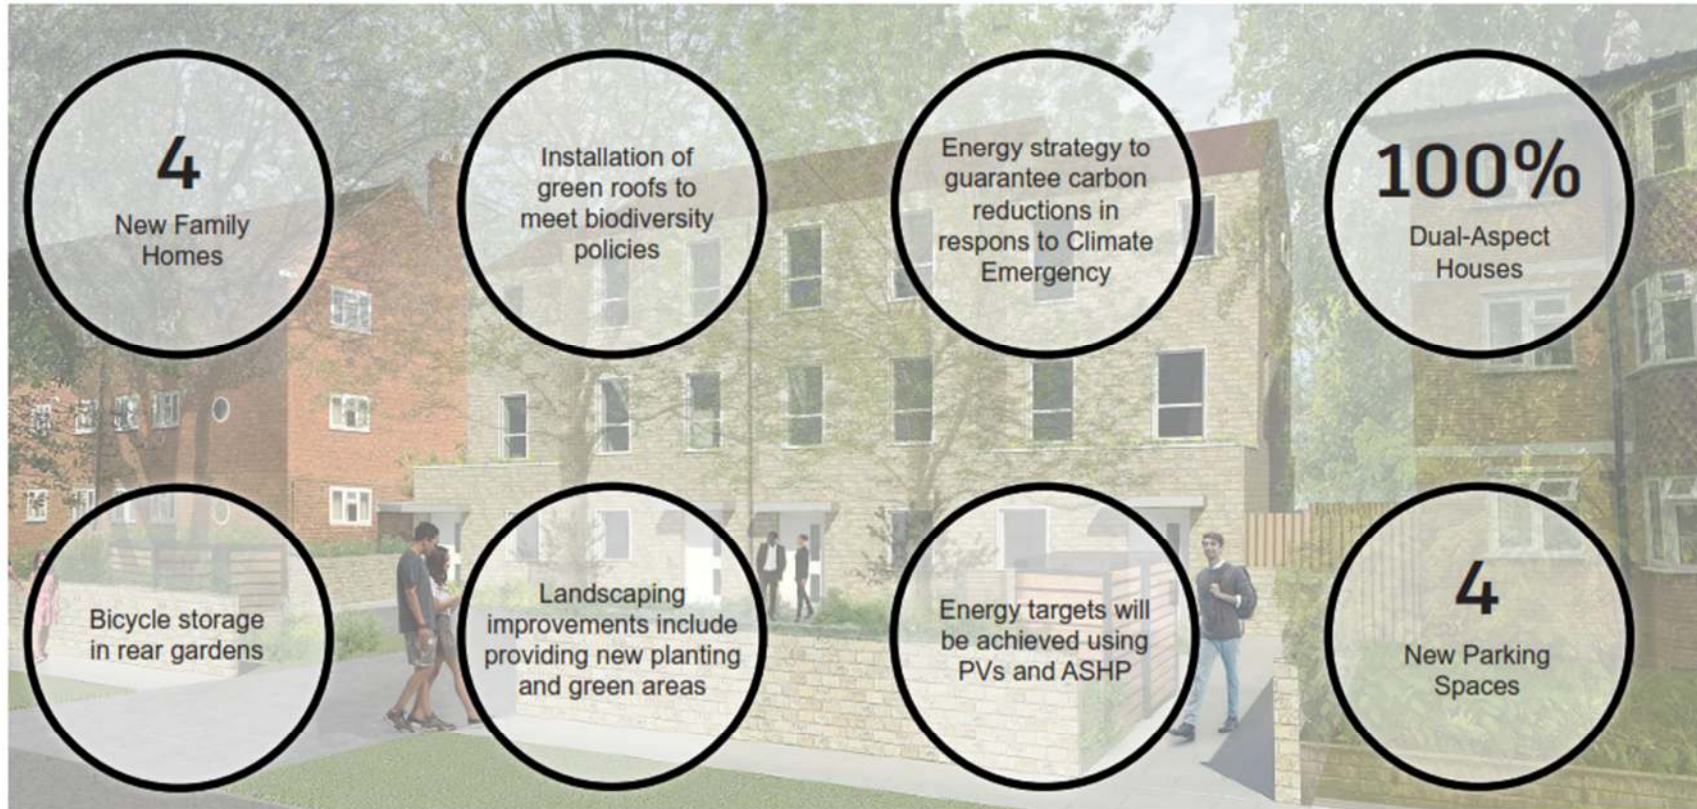 4
New Family
Homes
Installation of
green roofs to
meet biodiversity
policies
Energy strategy to
guarantee carbon
reductions in
respons to Climate
Emergency
100%
Dual-Aspect
Houses
Bicycle storage
in rear gardens
Landscaping
improvements include
providing new planting
and green areas
Energy targets will
be achieved using
PVs and ASHP
4
New Parking
Spaces